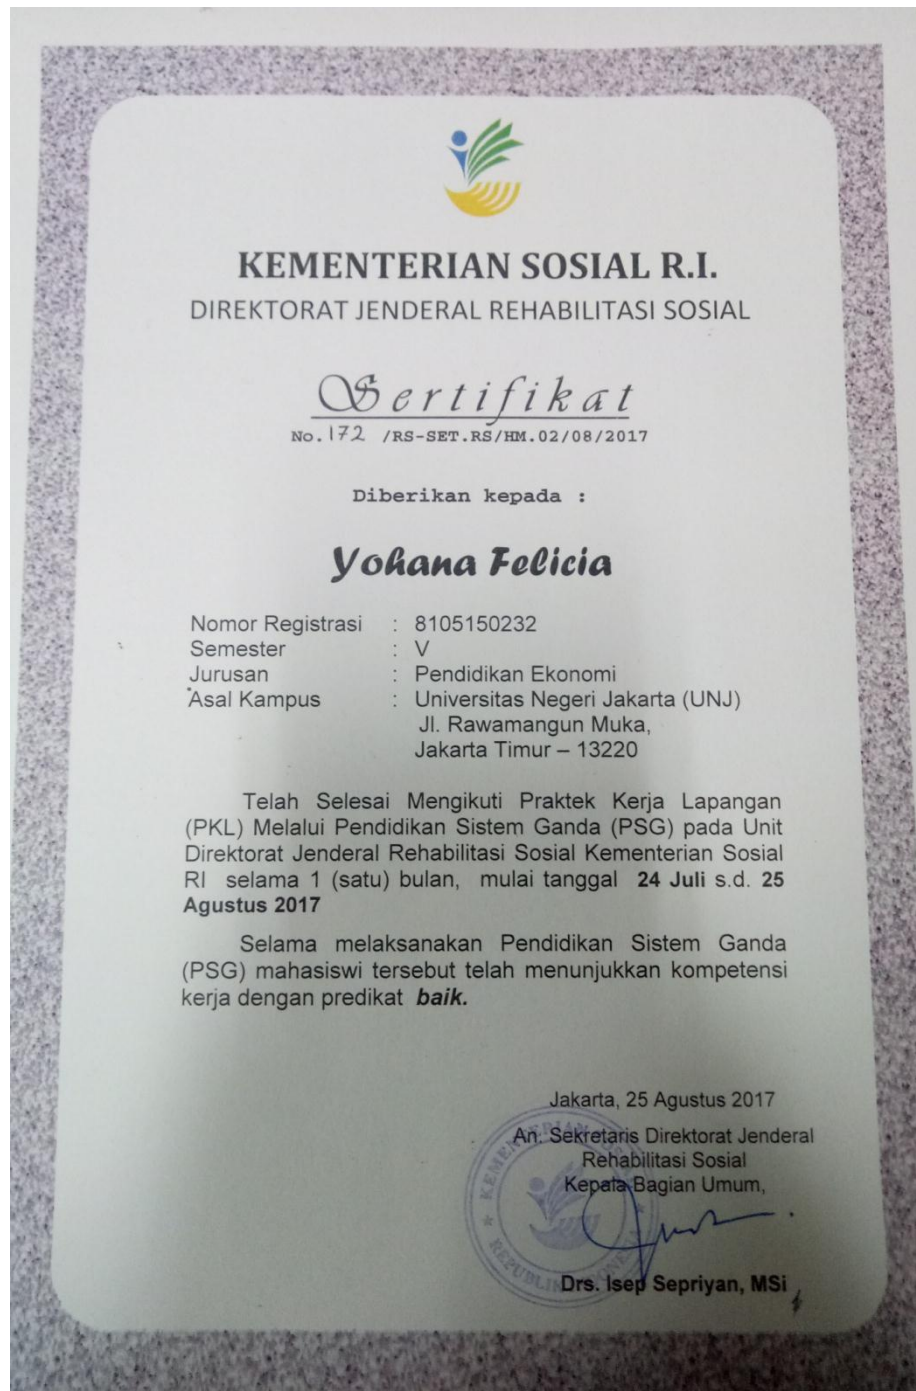 KEMENTERIAN SOSIAL R.I.
DIREKTORAT JENDERAL REHABILITASI SOSIAL
Sertifikat
No. 172 /RS-SET.RS/HM.02/08/2017
Diberikan kepada :
Yohana Felicia
Nomor Registrasi : 8105150232
Semester : V
Jurusan : Pendidikan Ekonomi
Asal Kampus : Universitas Negeri Jakarta (UNJ)
Jl. Rawamangun Muka,
Jakarta Timur – 13220
Telah Selesai Mengikuti Praktek Kerja Lapangan
(PKL) Melalui Pendidikan Sistem Ganda (PSG) pada Unit
Direktorat Jenderal Rehabilitasi Sosial Kementerian Sosial
RI selama 1 (satu) bulan, mulai tanggal 24 Juli s.d. 25
Agustus 2017
Selama melaksanakan Pendidikan Sistem Ganda
(PSG) mahasiswi tersebut telah menunjukkan kompetensi
kerja dengan predikat baik.
Jakarta, 25 Agustus 2017
An. Sekretaris Direktorat Jenderal
Rehabilitasi Sosial
Kepala Bagian Umum,
KEMENTERIAN SOSIAL
REPUBLIK INDONESIA
Drs. Isep Sepriyan, MSi